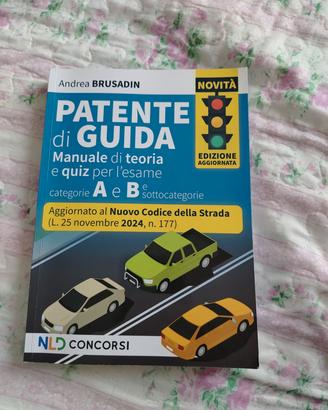 Andrea BRUSADIN
NOVITÀ
PATENTE
di GUIDA
Manuale di teoria
e quiz per l'esame
categorie A e B e sottocategorie
EDIZIONE
AGGIORNATA
Aggiornato al Nuovo Codice della Strada
(L. 25 novembre 2024, n. 177)
NLD CONCORSI